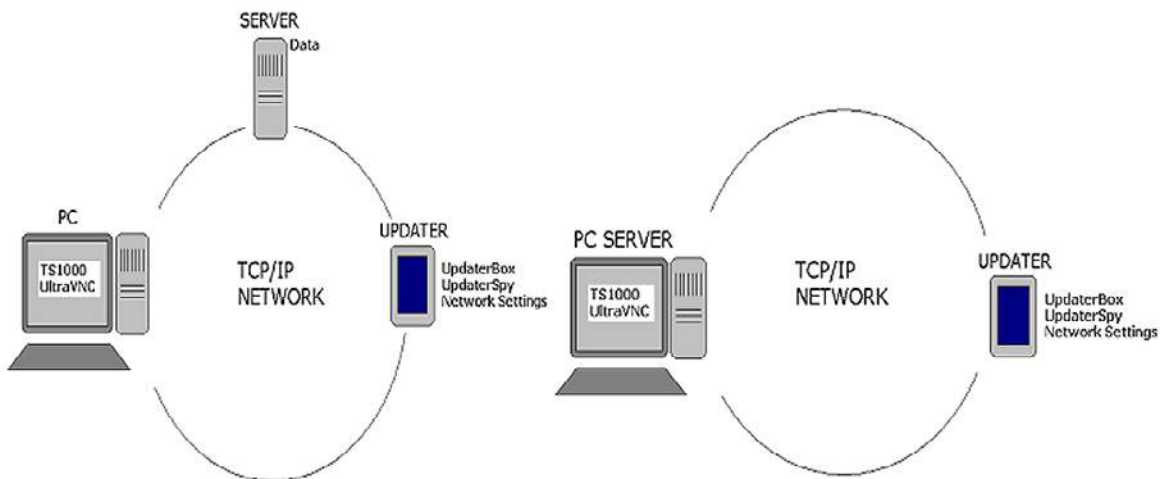 SERVER
Data
PC
TS1000
UltraVNC
TCP/IP
NETWORK
UPDATER
UpdaterBox
UpdaterSpy
Network Settings
PC SERVER
TS1000
UltraVNC
TCP/IP
NETWORK
UPDATER
UpdaterBox
UpdaterSpy
Network Settings